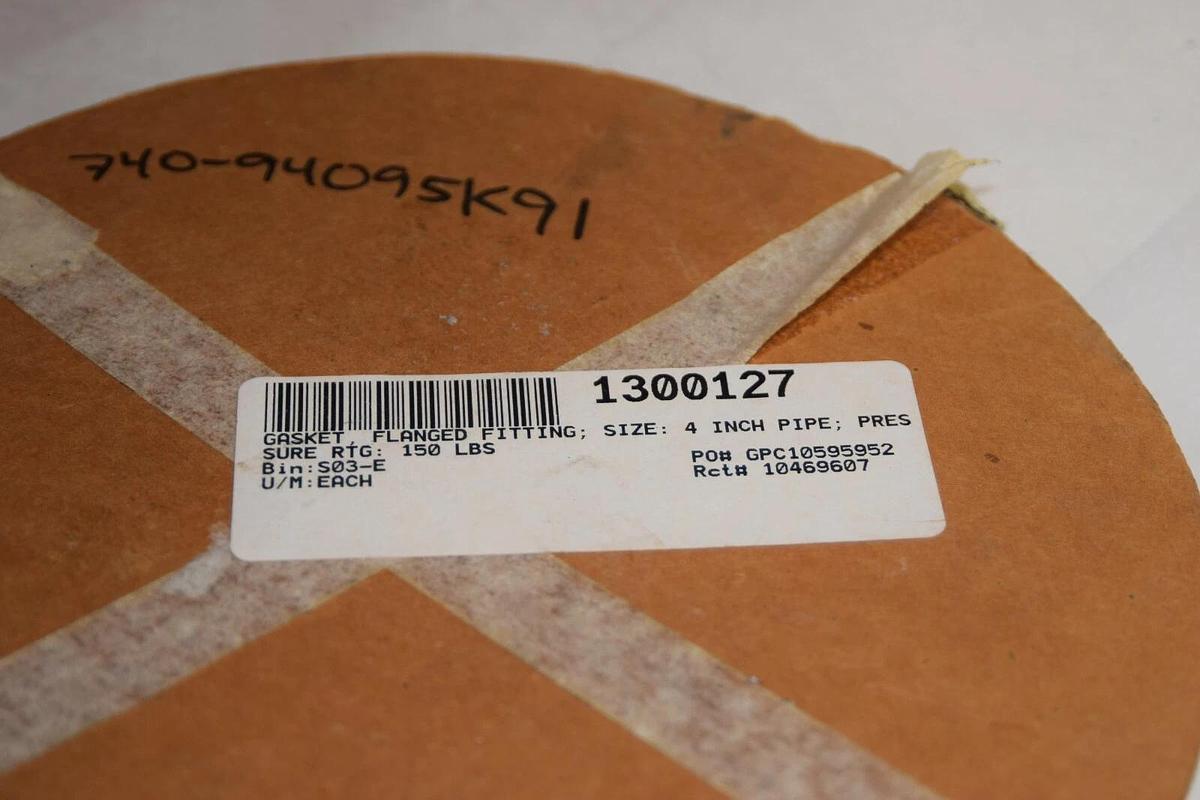 740-94095K91
1300127
GASKET, FLANGED FITTING; SIZE: 4 INCH PIPE; PRES
SURE RTG: 150 LBS
PO# GPC10595952
Bin:S03-E
Rct# 10469607
U/M:EACH